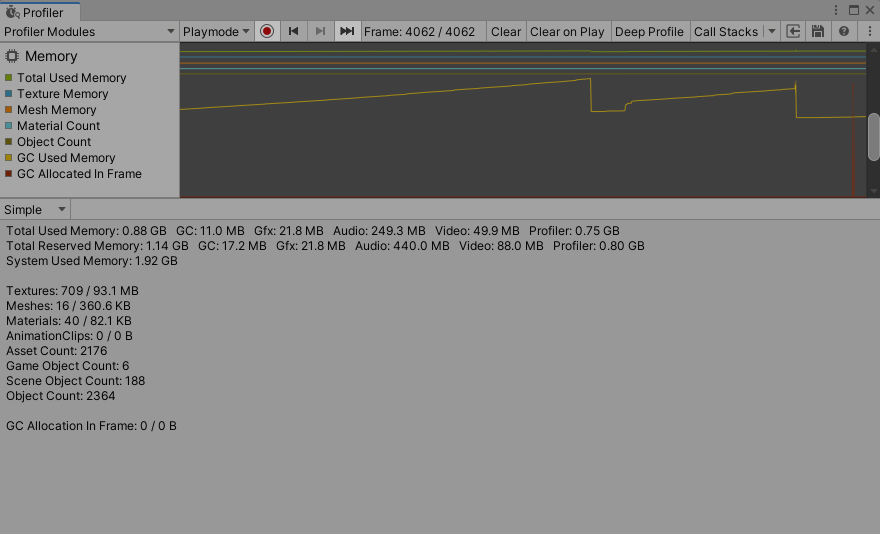 Profiler
Profiler Modules Playmode Frame: 4062 / 4062 Clear Clear on Play Deep Profile Call Stacks
Memory
Total Used Memory
Texture Memory
Mesh Memory
Material Count
Object Count
GC Used Memory
GC Allocated In Frame
Simple
Total Used Memory: 0.88 GB GC: 11.0 MB Gfx: 21.8 MB Audio: 249.3 MB Video: 49.9 MB Profiler: 0.75 GB
Total Reserved Memory: 1.14 GB GC: 17.2 MB Gfx: 21.8 MB Audio: 440.0 MB Video: 88.0 MB Profiler: 0.80 GB
System Used Memory: 1.92 GB
Textures: 709 / 93.1 MB
Meshes: 16 / 360.6 KB
Materials: 40 / 82.1 KB
AnimationClips: 0 / 0 B
Asset Count: 2176
Game Object Count: 6
Scene Object Count: 188
Object Count: 2364
GC Allocation In Frame: 0 / 0 B